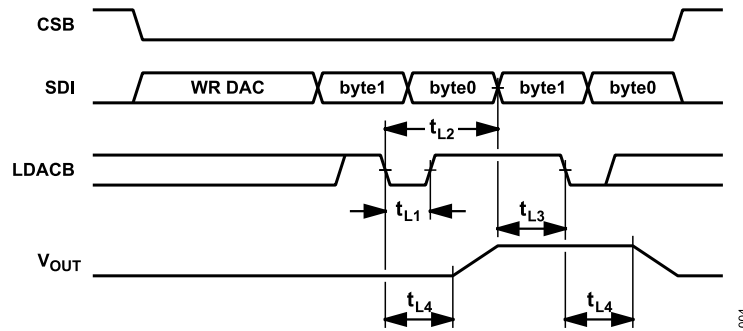 CSB
SDI
WR DAC
byte1
byte0
byte1
byte0
tL2
LDACB
tL1
tL3
VOUT
tL4
tL4